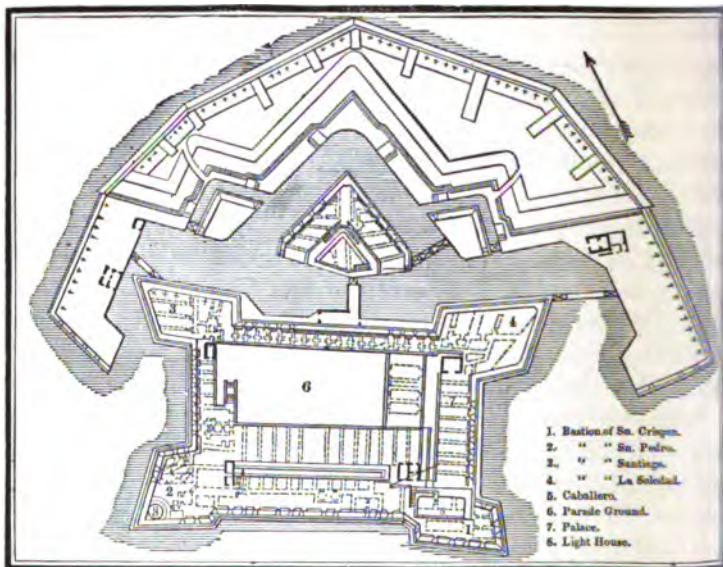 3
4
6
7
2
8
1
1. Bastion of Sn. Crispen.
2. " " Sn. Pedro.
3. " " Santiago.
4. " " La Soledad.
5. Caballero.
6. Parade Ground.
7. Palace.
8. Light House.